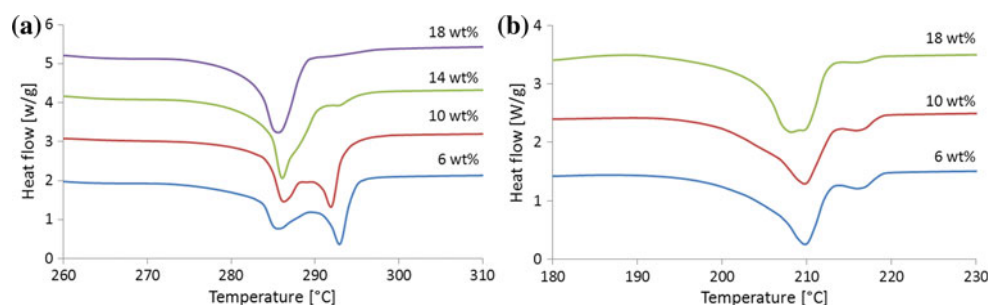 (a)
Heat flow [w/g]
6
5
4
3
2
1
0
18 wt%
14 wt%
10 wt%
6 wt%
260 270 280 290 300 310
Temperature [°C]
(b)
Heat flow [W/g]
4
3
2
1
0
18 wt%
10 wt%
6 wt%
180 190 200 210 220 230
Temperature [°C]